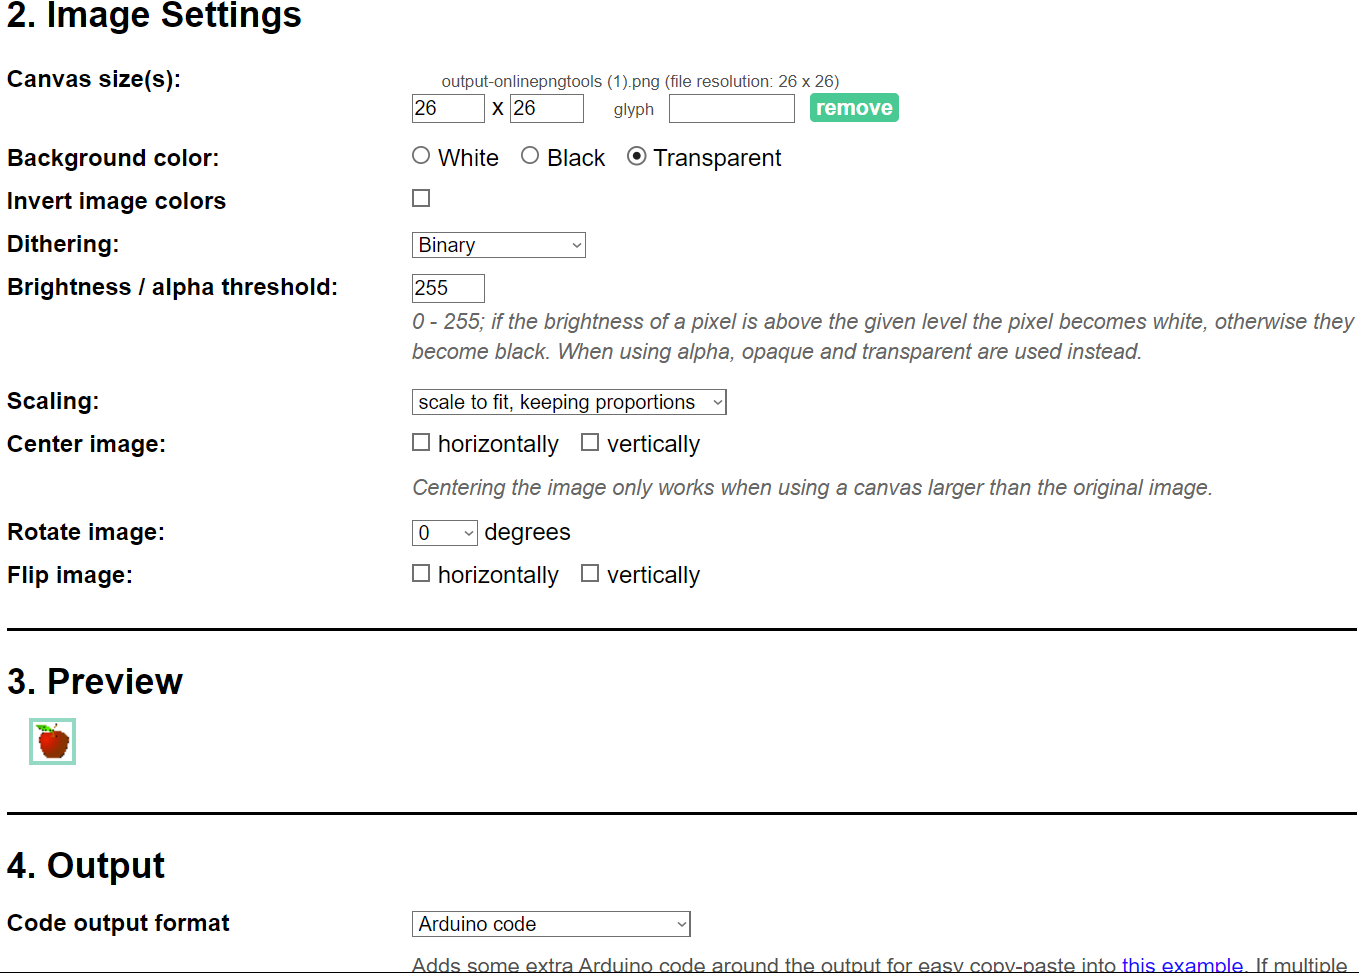 2. Image Settings
Canvas size(s):
output-onlinepngtools (1).png (file resolution: 26 x 26)
26 x 26 glyph remove
Background color: White Black Transparent
Invert image colors
Dithering: Binary
Brightness / alpha threshold: 255
0 - 255; if the brightness of a pixel is above the given level the pixel becomes white, otherwise they
become black. When using alpha, opaque and transparent are used instead.
Scaling: scale to fit, keeping proportions
Center image: horizontally vertically
Centering the image only works when using a canvas larger than the original image.
Rotate image: 0 degrees
Flip image: horizontally vertically
3. Preview
4. Output
Code output format Arduino code
Adds some extra Arduino code around the output for easy copy-paste into this example. If multiple